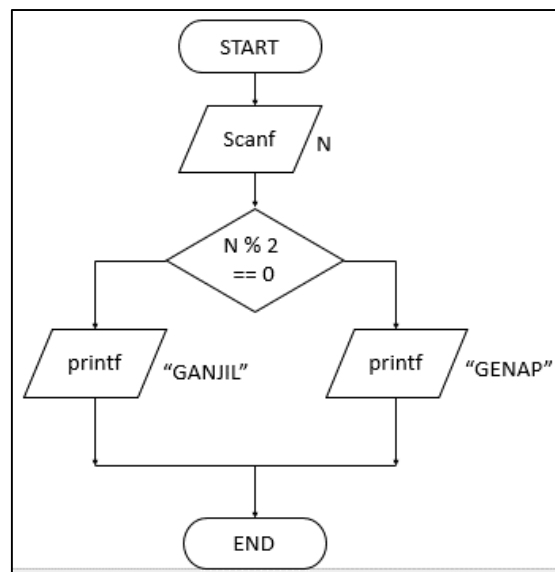 START
Scanf
N
N % 2
== 0
printf
“GANJIL”
printf
“GENAP”
END